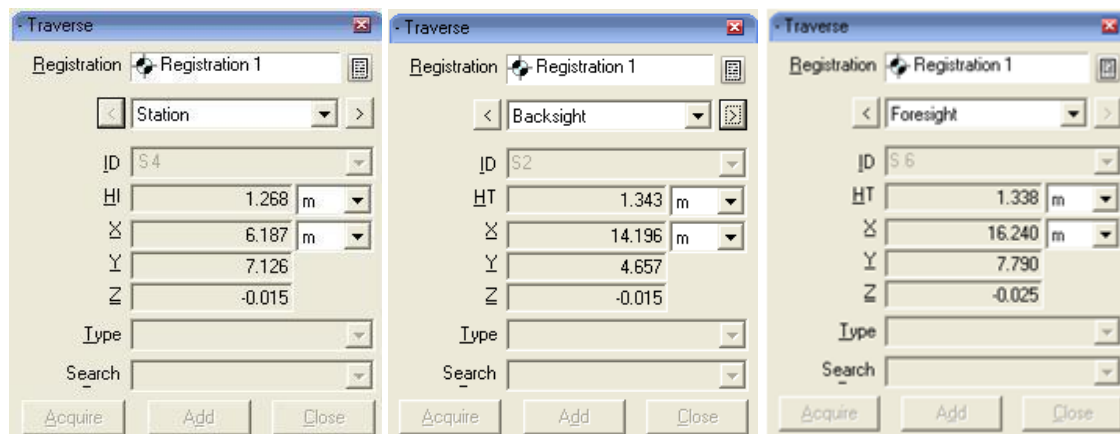 - Traverse
Registration Registration 1
< Station >
ID S 4
HI 1.268 m
X 6.187 m
Y 7.126
Z -0.015
Type
Search
Acquire Add Close
- Traverse
Registration Registration 1
< Backsight >
ID S2
HT 1.343 m
X 14.196 m
Y 4.657
Z -0.015
Type
Search
Acquire Add Close
- Traverse
Registration Registration 1
< Foresight >
ID S 6
HT 1.338 m
X 16.240 m
Y 7.790
Z -0.025
Type
Search
Acquire Add Close